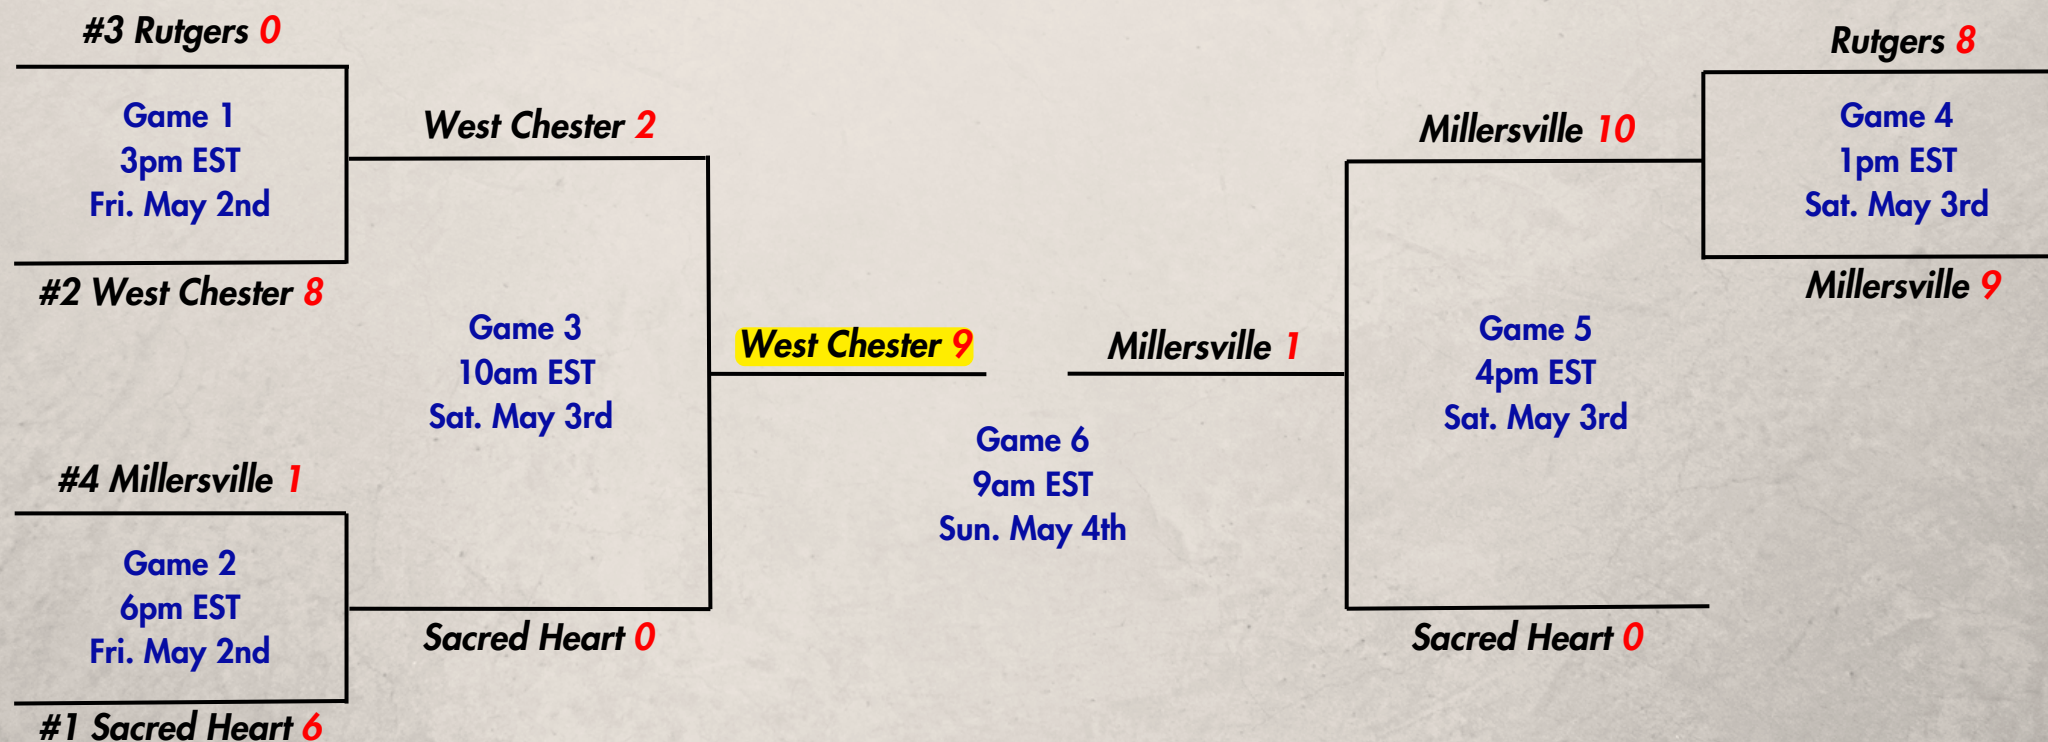 #3 Rutgers 0
Game 1
3pm EST
Fri. May 2nd
#2 West Chester 8
West Chester 2
Game 3
10am EST
Sat. May 3rd
#4 Millersville 1
Game 2
6pm EST
Fri. May 2nd
#1 Sacred Heart 6
Sacred Heart 0
West Chester 9
Millersville 1
Game 6
9am EST
Sun. May 4th
Millersville 10
Game 5
4pm EST
Sat. May 3rd
Sacred Heart 0
Rutgers 8
Game 4
1pm EST
Sat. May 3rd
Millersville 9